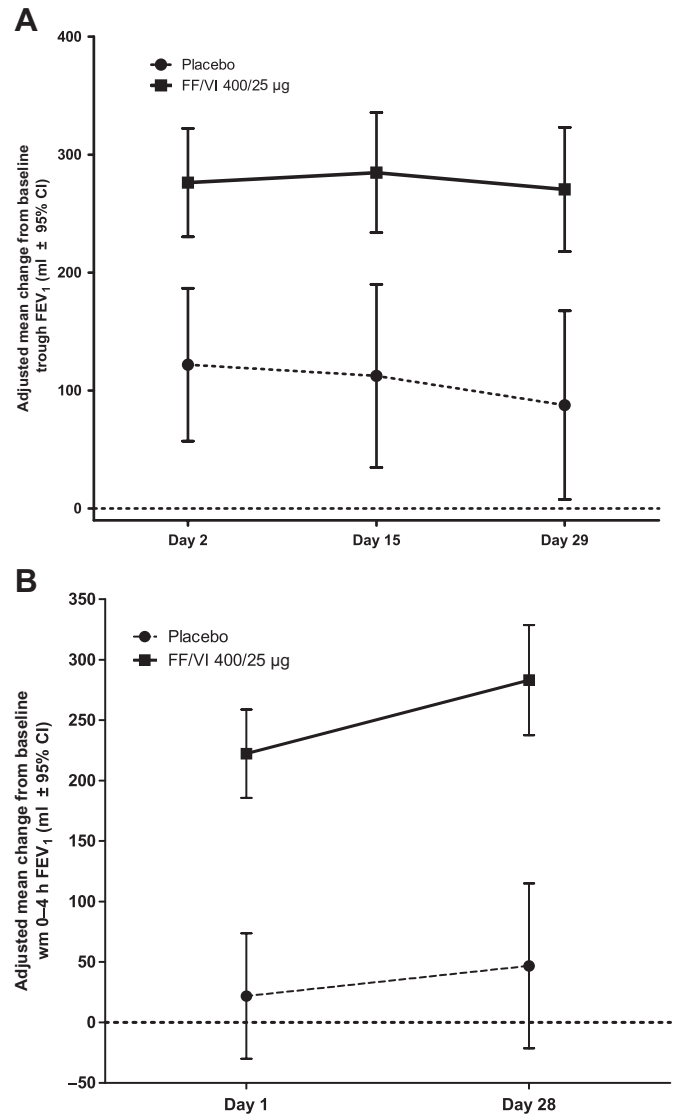 A
400
300
200
100
0
Adjusted mean change from baseline
trough FEV₁ (ml ± 95% CI)
Placebo
FF/VI 400/25 µg
Day 2
Day 15
Day 29
B
350
300
250
200
150
100
50
0
–50
Adjusted mean change from baseline
wm 0–4 h FEV₁ (ml ± 95% CI)
Placebo
FF/VI 400/25 µg
Day 1
Day 28